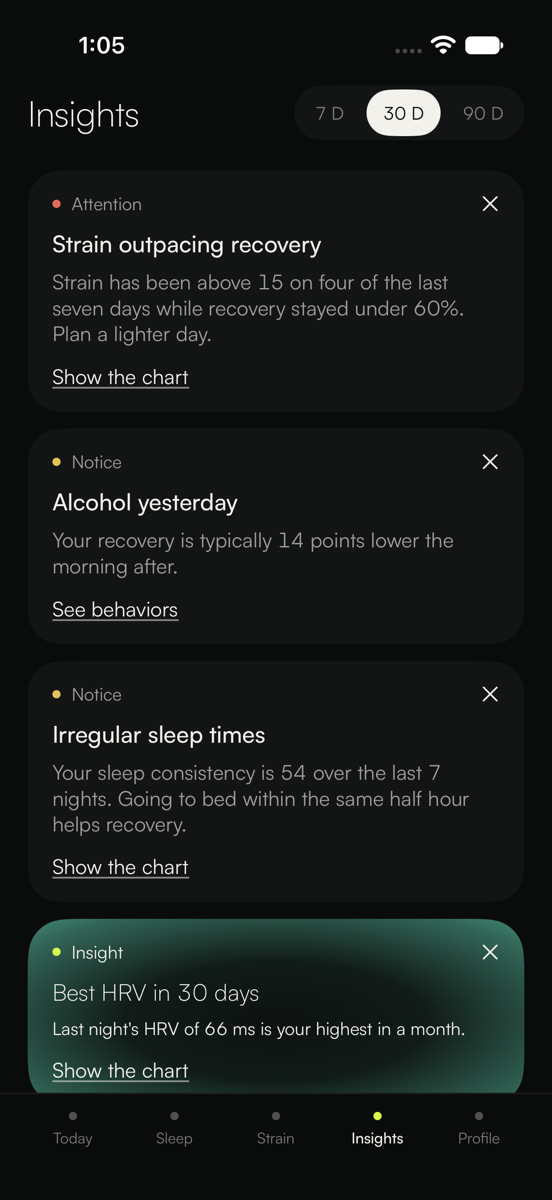 1:05
Insights
7 D 30 D 90 D
Attention
Strain outpacing recovery
Strain has been above 15 on four of the last
seven days while recovery stayed under 60%.
Plan a lighter day.
Show the chart
Notice
Alcohol yesterday
Your recovery is typically 14 points lower the
morning after.
See behaviors
Notice
Irregular sleep times
Your sleep consistency is 54 over the last 7
nights. Going to bed within the same half hour
helps recovery.
Show the chart
Insight
Best HRV in 30 days
Last night's HRV of 66 ms is your highest in a month.
Show the chart
Today Sleep Strain Insights Profile